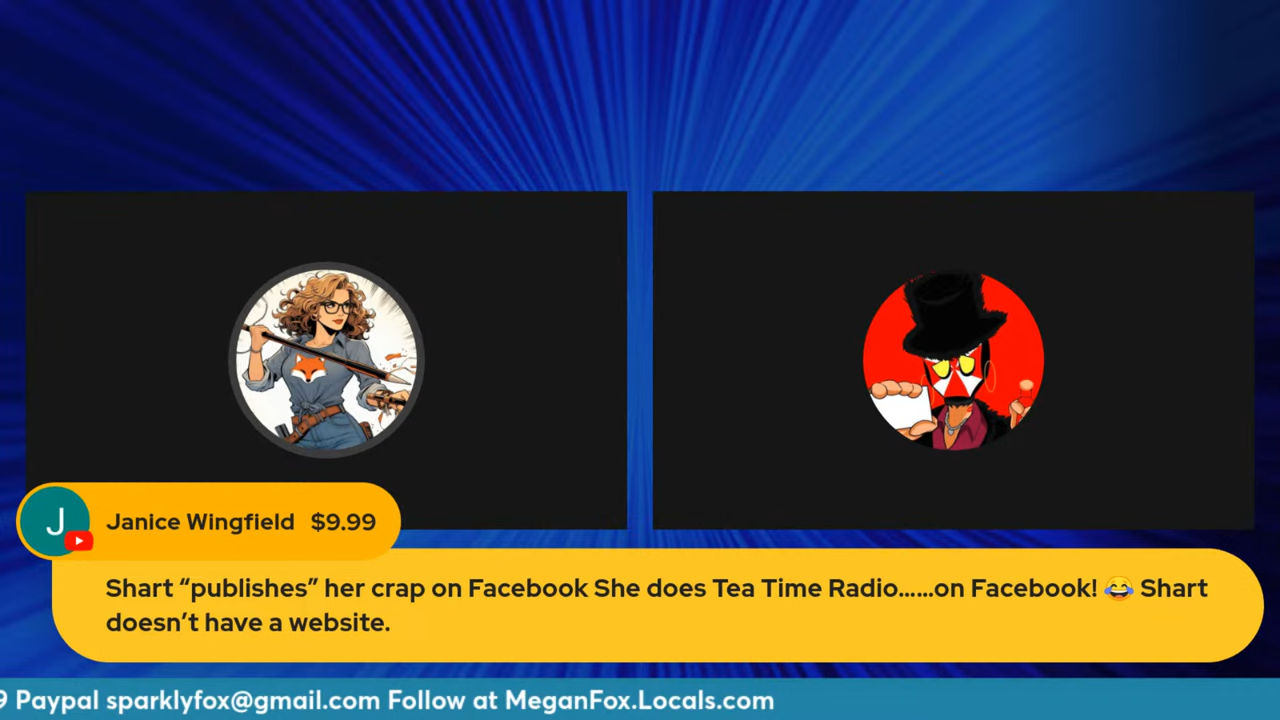 J
Janice Wingfield $9.99
Shart “publishes” her crap on Facebook She does Tea Time Radio......on Facebook! 😂 Shart
doesn’t have a website.
9 Paypal sparklyfox@gmail.com Follow at MeganFox.Locals.com